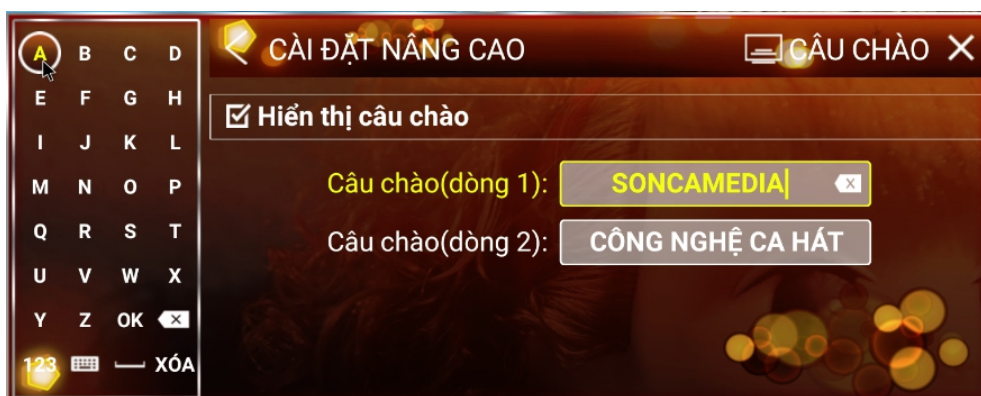 A B C D
E F G H
I J K L
M N O P
Q R S T
U V W X
Y Z OK
123 XÓA
CÀI ĐẶT NÂNG CAO
CÂU CHÀO
Hiển thị câu chào
Câu chào(dòng 1): SONCAMEDIA
Câu chào(dòng 2): CÔNG NGHỆ CA HÁT